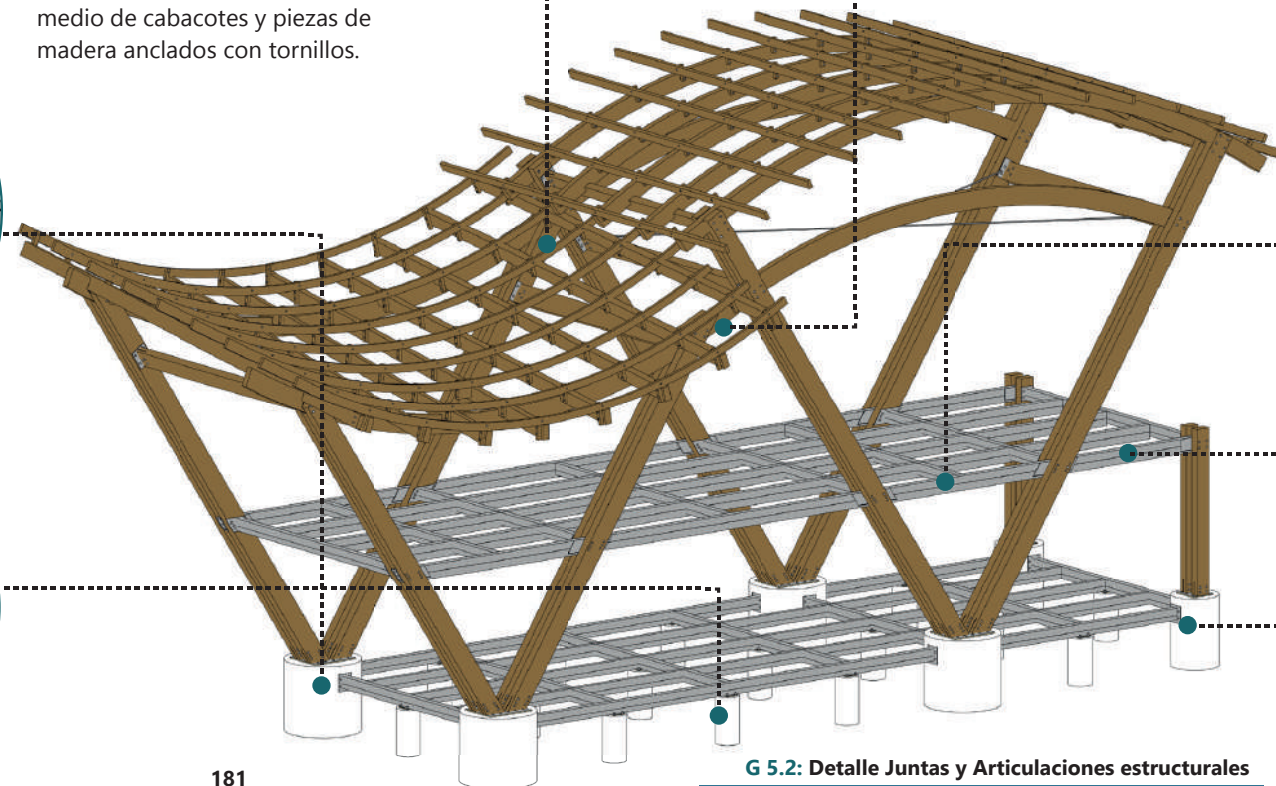 medio de cabacotes y piezas de
madera anclados con tornillos.
181
G 5.2: Detalle Juntas y Articulaciones estructurales